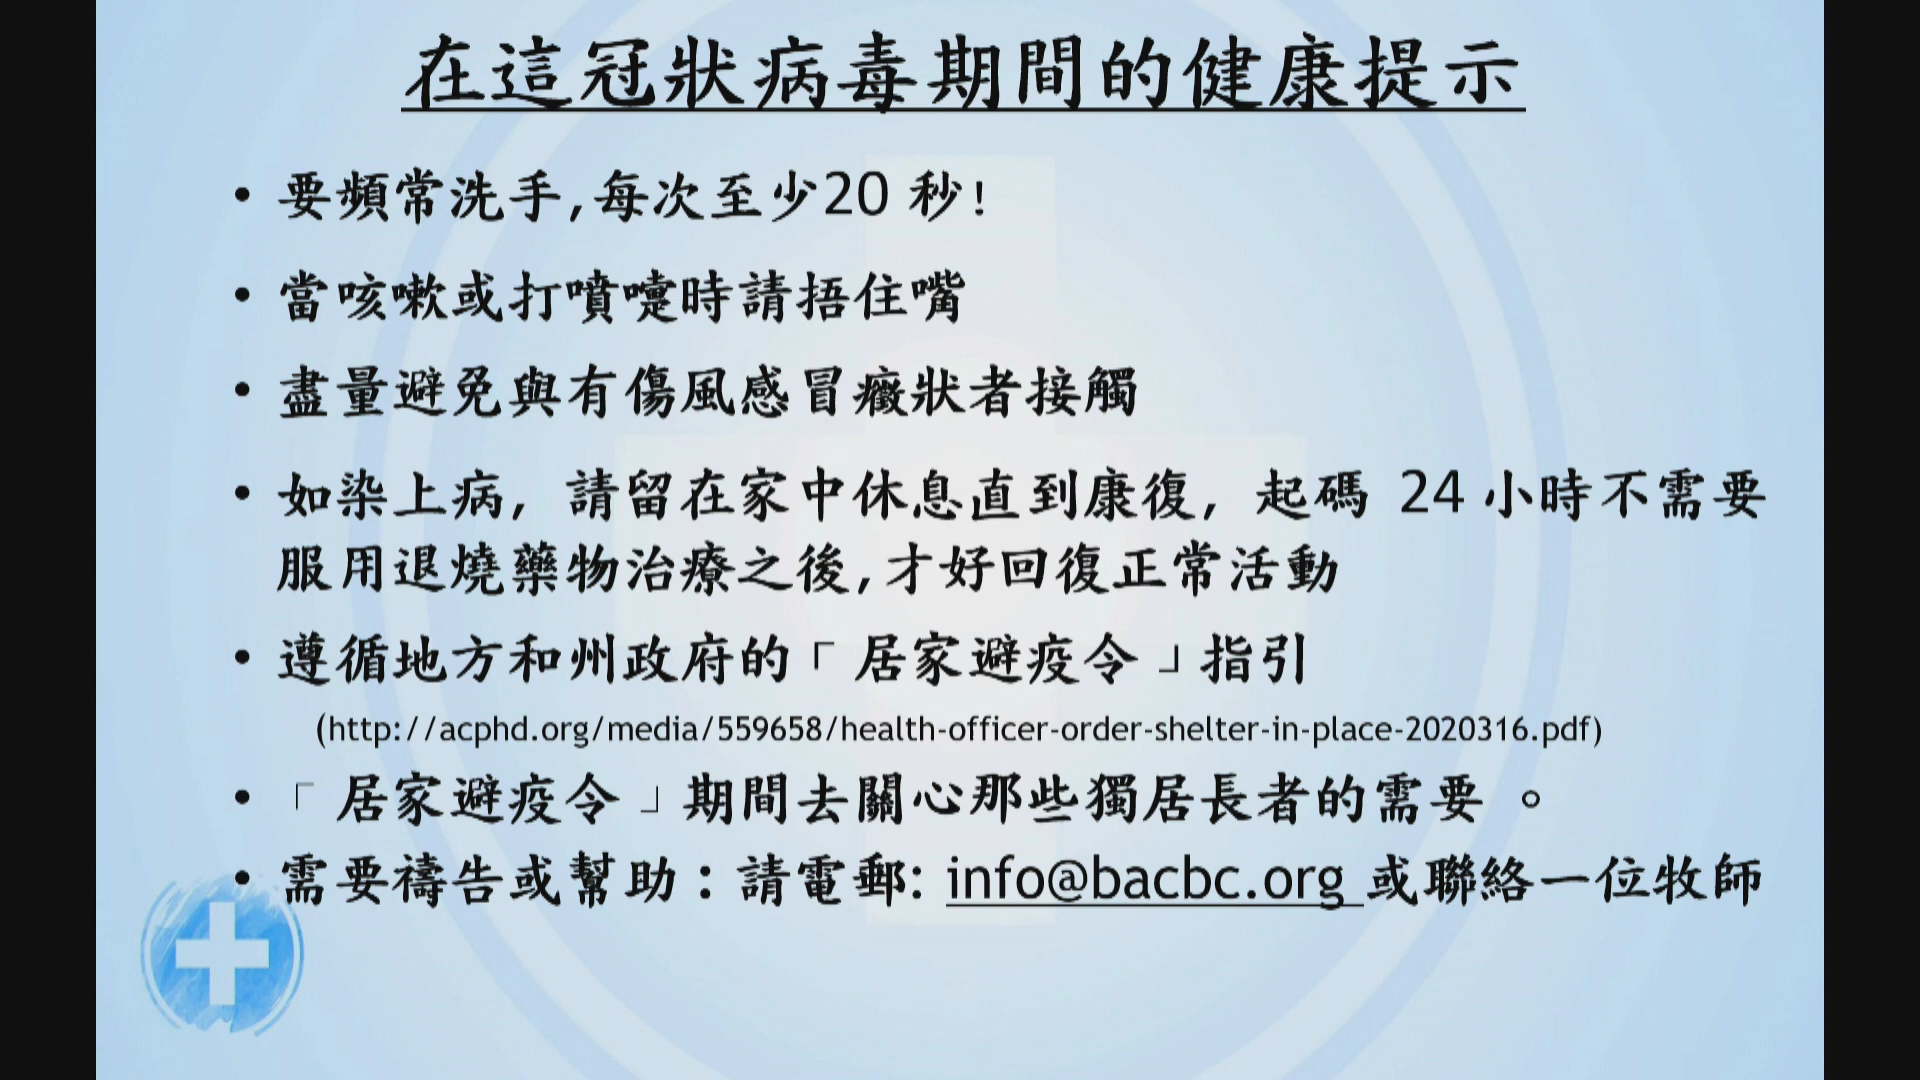 在這冠狀病毒期間的健康提示
• 要頻常洗手,每次至少20 秒!
• 當咳嗽或打噴嚏時請捂住嘴
• 盡量避免與有傷風感冒癥狀者接觸
• 如染上病, 請留在家中休息直到康復, 起碼 24 小時不需要
服用退燒藥物治療之後,才好回復正常活動
• 遵循地方和州政府的「居家避疫令」指引
(http://acphd.org/media/559658/health-officer-order-shelter-in-place-2020316.pdf)
• 「居家避疫令」期間去關心那些獨居長者的需要 。
• 需要禱告或幫助：請電郵: info@bacbc.org 或聯絡一位牧師